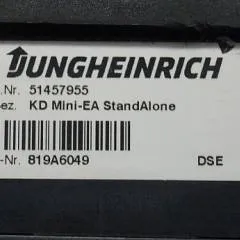 JUNGHEINRICH
.Nr. 51457955
ez. KD Mini-EA StandAlone
-Nr. 819A6049 DSE